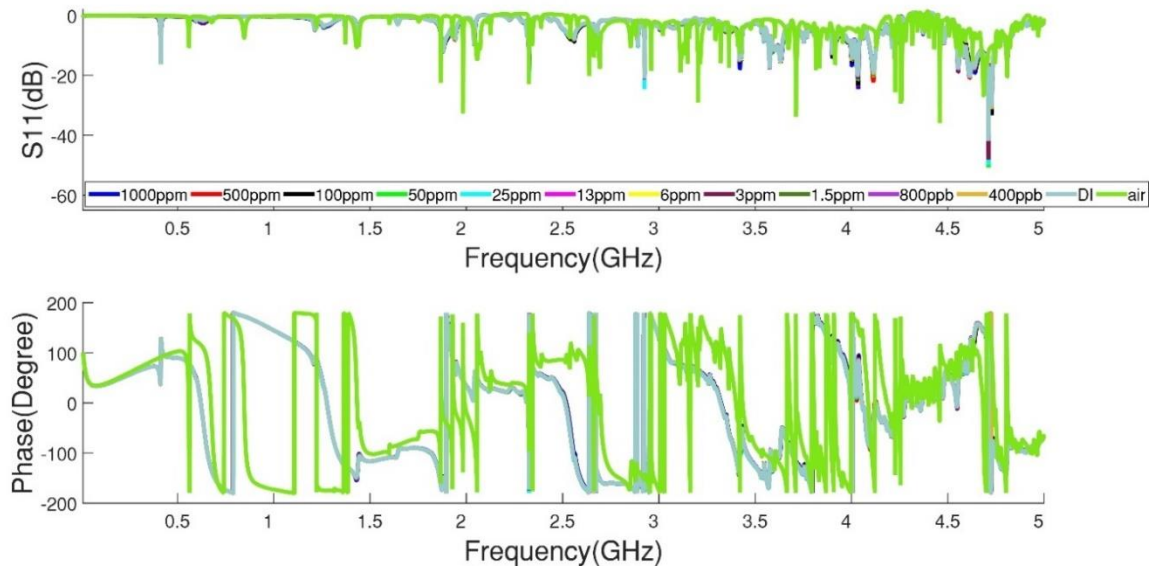 0
-20
-40
-60
S11(dB)
1000ppm 500ppm 100ppm 50ppm 25ppm 13ppm 6ppm 3ppm 1.5ppm 800ppb 400ppb DI air
0.5 1 1.5 2 2.5 3 3.5 4 4.5 5
Frequency(GHz)
200
100
0
-100
-200
Phase(Degree)
0.5 1 1.5 2 2.5 3 3.5 4 4.5 5
Frequency(GHz)